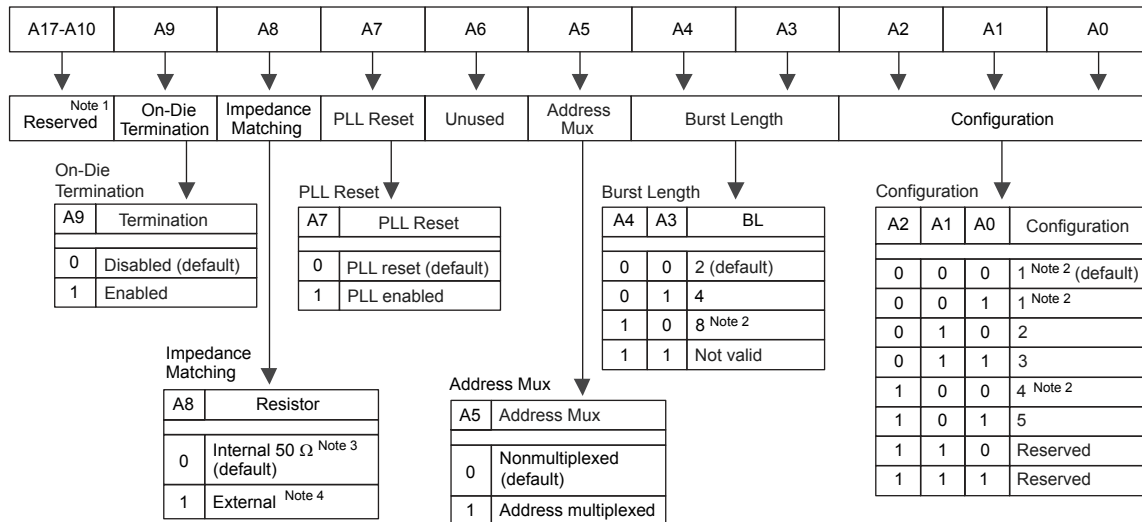 A17-A10 A9 A8 A7 A6 A5 A4 A3 A2 A1 A0
Reserved Note 1
On-Die
Termination
Impedance
Matching
PLL Reset
Unused
Address
Mux
Burst Length
Configuration
On-Die
Termination
A9 Termination
0 Disabled (default)
1 Enabled
PLL Reset
A7 PLL Reset
0 PLL reset (default)
1 PLL enabled
Burst Length
A4 A3 BL
0 0 2 (default)
0 1 4
1 0 8 Note 2
1 1 Not valid
Configuration
A2 A1 A0 Configuration
0 0 0 1 Note 2 (default)
0 0 1 1 Note 2
0 1 0 2
0 1 1 3
1 0 0 4 Note 2
1 0 1 5
1 1 0 Reserved
1 1 1 Reserved
Impedance
Matching
A8 Resistor
0 Internal 50 Ω Note 3
(default)
1 External Note 4
Address Mux
A5 Address Mux
0 Nonmultiplexed
(default)
1 Address multiplexed